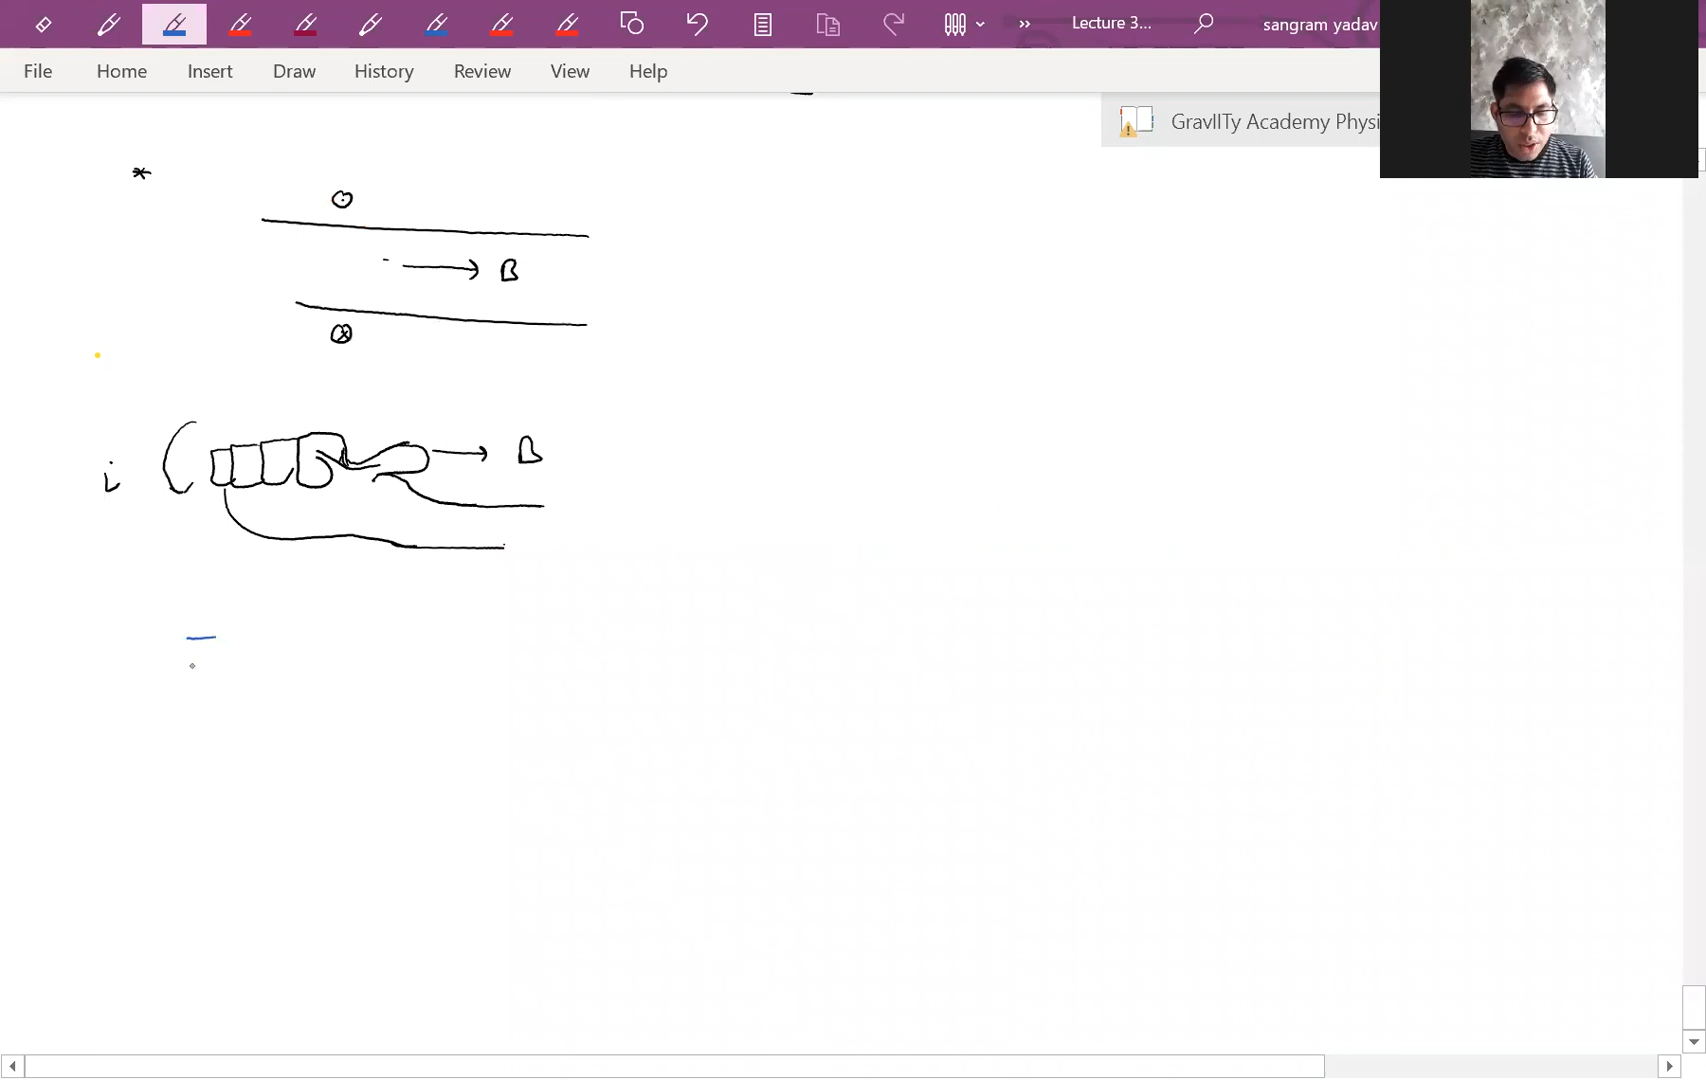 Lecture 3...
sangram yadav
File Home Insert Draw History Review View Help
GravIITy Academy Physi
*
B
i
B